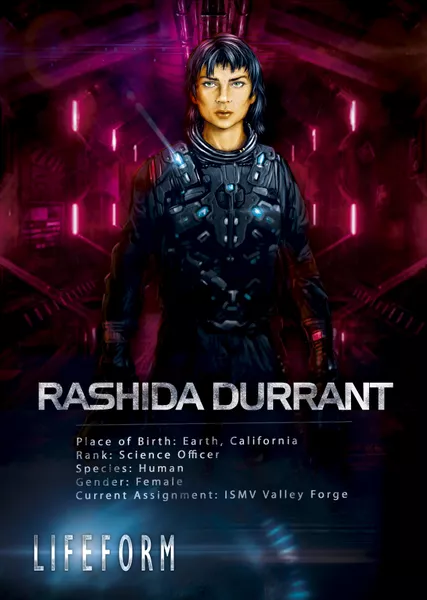 RASHIDA DURRANT
Place of Birth: Earth, California
Rank: Science Officer
Species: Human
Gender: Female
Current Assignment: ISMV Valley Forge
LIFEFORM